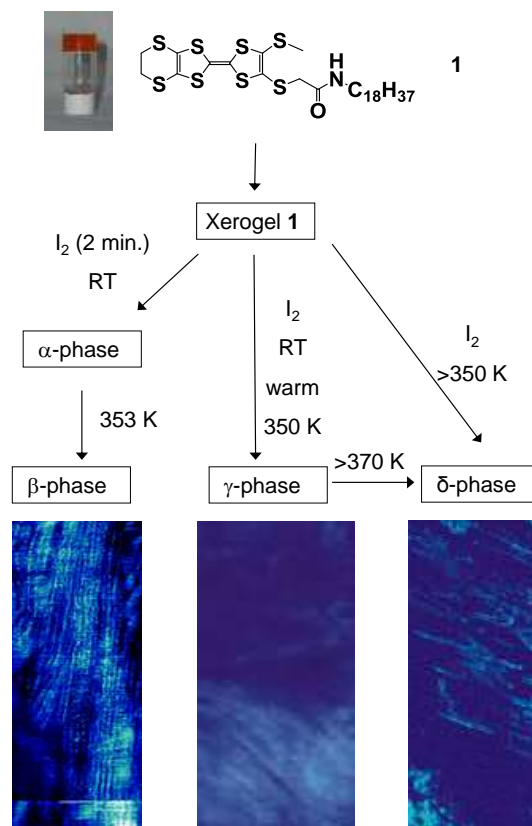 S S S S S
S S S S
H
N
O
C₁₈H₃₇
1
Xerogel 1
I₂ (2 min.)
RT
α-phase
I₂
RT
warm
350 K
I₂
>350 K
353 K
>370 K
β-phase
γ-phase
δ-phase